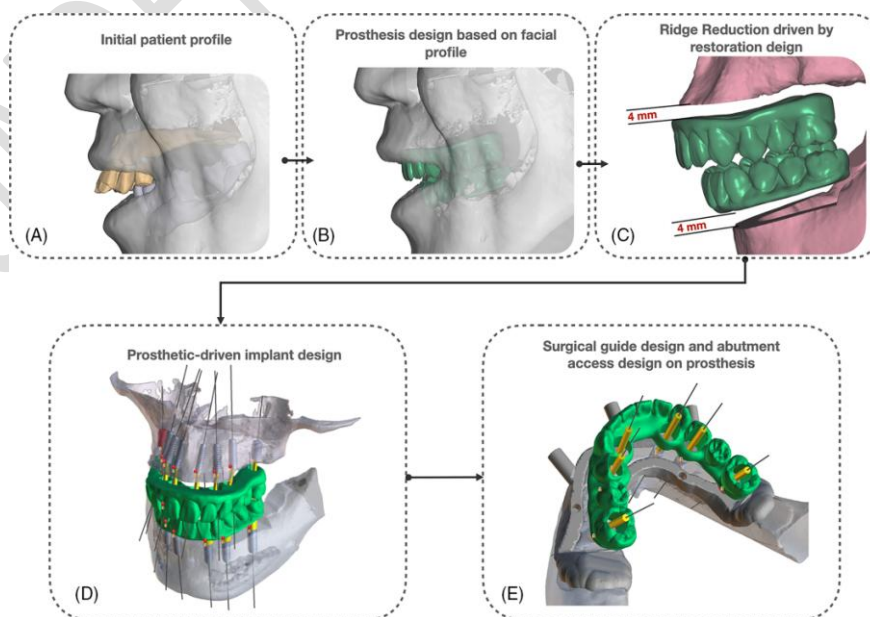 Initial patient profile
(A)
Prosthesis design based on facial
profile
(B)
Ridge Reduction driven by
restoration deign
4 mm
4 mm
(C)
Prosthetic-driven implant design
(D)
Surgical guide design and abutment
access design on prosthesis
(E)